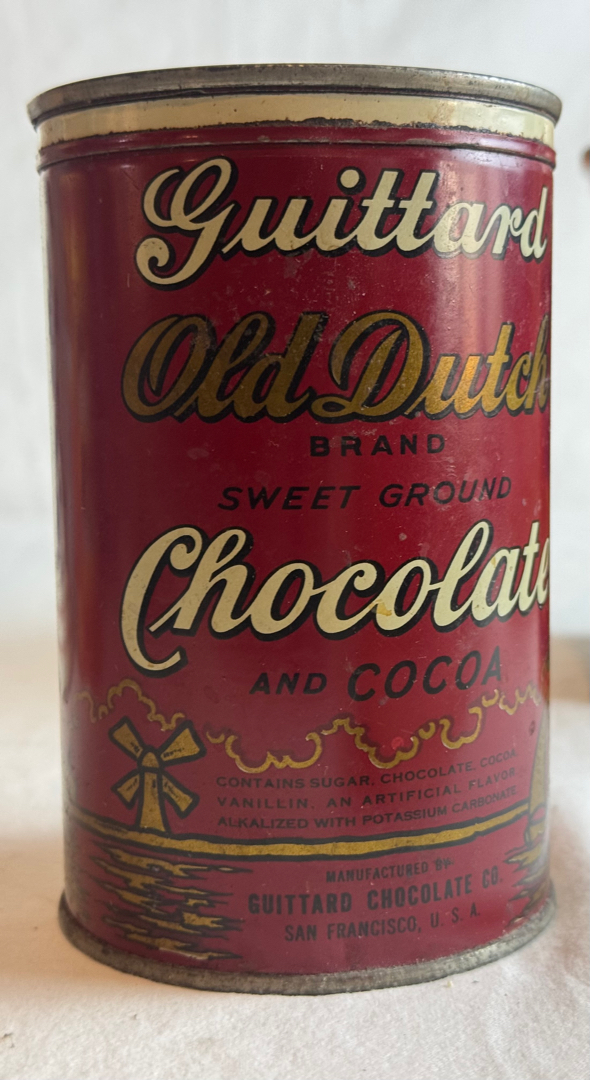 Guittard
Old Dutch
BRAND
SWEET GROUND
Chocolate
AND COCOA
CONTAINS SUGAR, CHOCOLATE, COCOA,
VANILLIN, AN ARTIFICIAL FLAVOR.
ALKALIZED WITH POTASSIUM CARBONATE.
MANUFACTURED BY
GUITTARD CHOCOLATE CO.
SAN FRANCISCO, U. S. A.